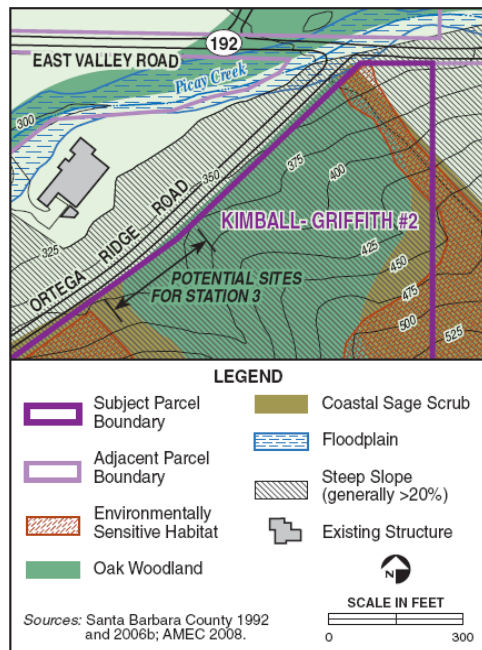 192
EAST VALLEY ROAD
Picay Creek
300
375
400
350
KIMBALL- GRIFFITH #2
325
ORTEGA RIDGE ROAD
425
450
POTENTIAL SITES
FOR STATION 3
475
500
525
LEGEND
Subject Parcel
Boundary
Adjacent Parcel
Boundary
Environmentally
Sensitive Habitat
Oak Woodland
Coastal Sage Scrub
Floodplain
Steep Slope
(generally >20%)
Existing Structure
N
SCALE IN FEET
0 300
Sources: Santa Barbara County 1992
and 2006b; AMEC 2008.